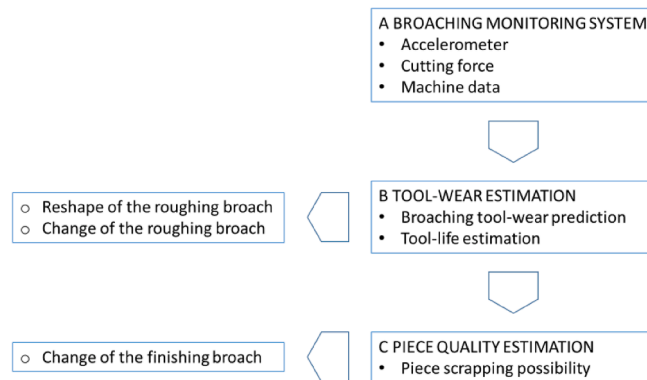 A BROACHING MONITORING SYSTEM
• Accelerometer
• Cutting force
• Machine data
B TOOL-WEAR ESTIMATION
• Broaching tool-wear prediction
• Tool-life estimation
o Reshape of the roughing broach
o Change of the roughing broach
C PIECE QUALITY ESTIMATION
• Piece scrapping possibility
o Change of the finishing broach